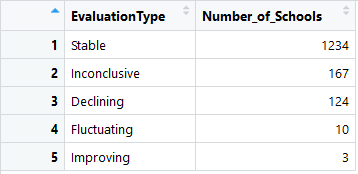 EvaluationType Number_of_Schools
1 Stable 1234
2 Inconclusive 167
3 Declining 124
4 Fluctuating 10
5 Improving 3